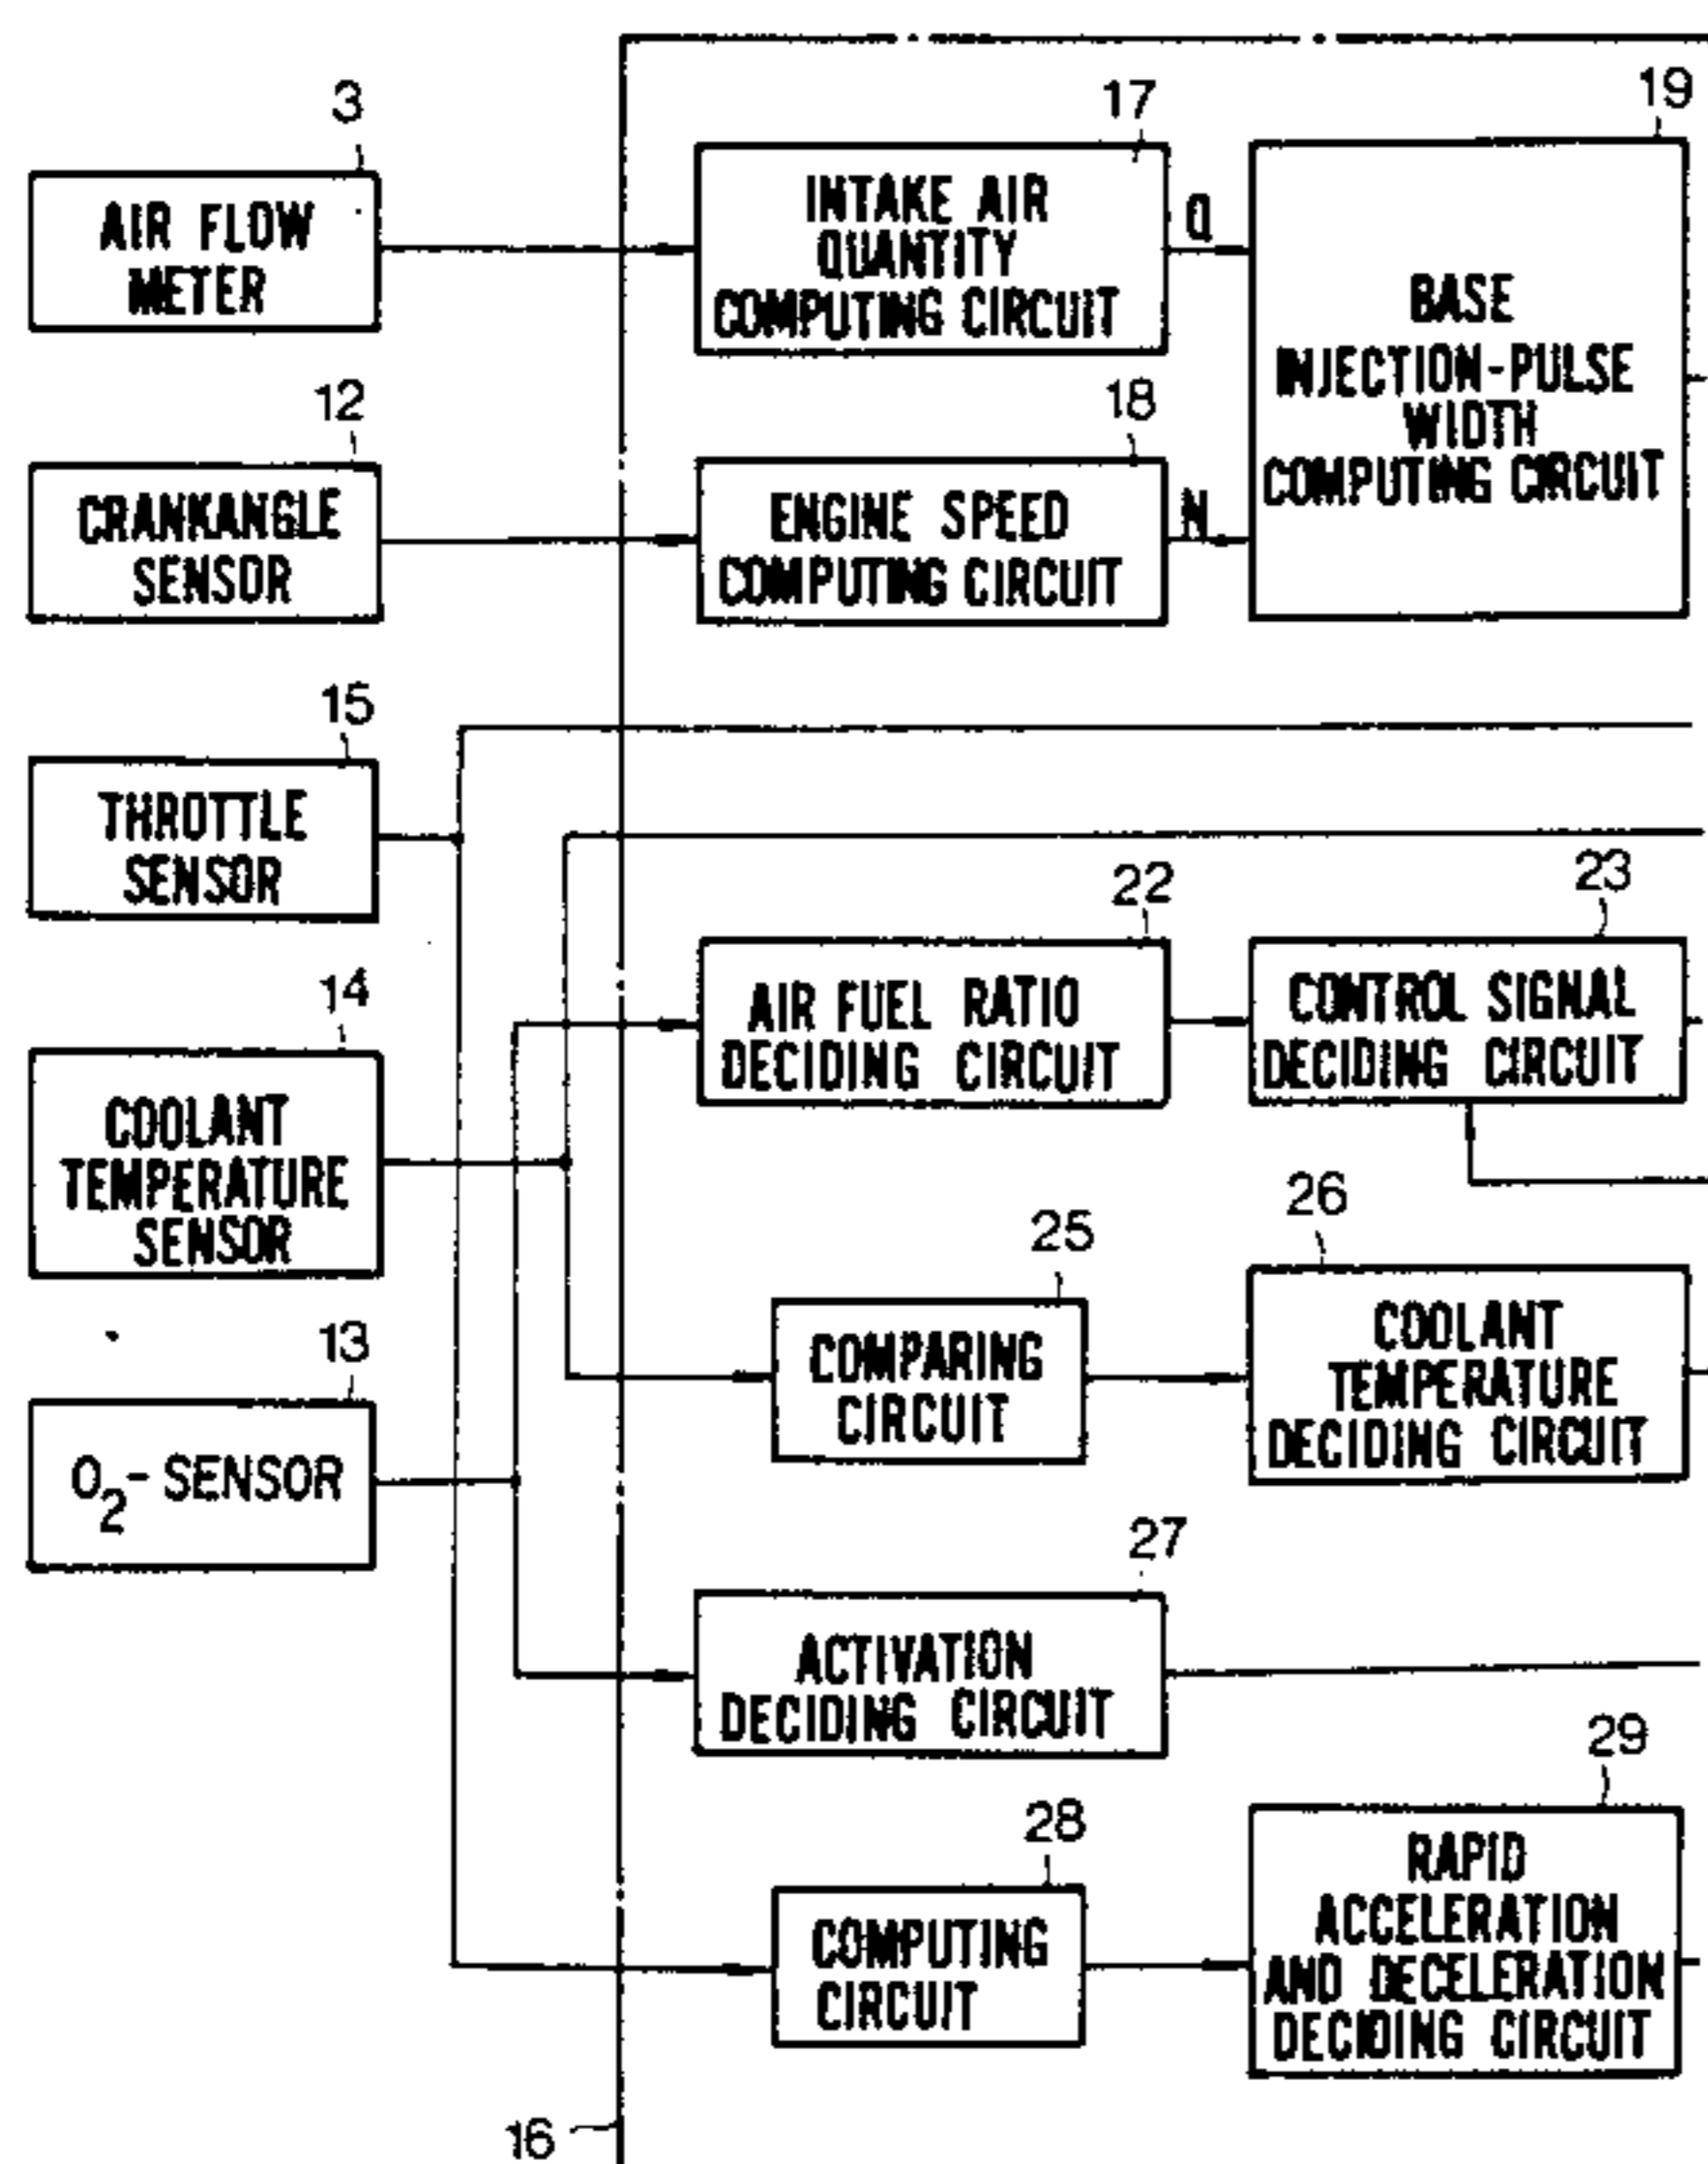 3
AIR FLOW
METER
17
INTAKE AIR
QUANTITY
COMPUTING CIRCUIT
Q
19
BASE
INJECTION-PULSE
WIDTH
COMPUTING CIRCUIT
12
CRANKANGLE
SENSOR
18
ENGINE SPEED
COMPUTING CIRCUIT
N
15
THROTTLE
SENSOR
22
AIR FUEL RATIO
DECIDING CIRCUIT
23
CONTROL SIGNAL
DECIDING CIRCUIT
14
COOLANT
TEMPERATURE
SENSOR
25
COMPARING
CIRCUIT
26
COOLANT
TEMPERATURE
DECIDING CIRCUIT
13
O2-SENSOR
27
ACTIVATION
DECIDING CIRCUIT
28
COMPUTING
CIRCUIT
29
RAPID
ACCELERATION
AND DECELERATION
DECIDING CIRCUIT
16